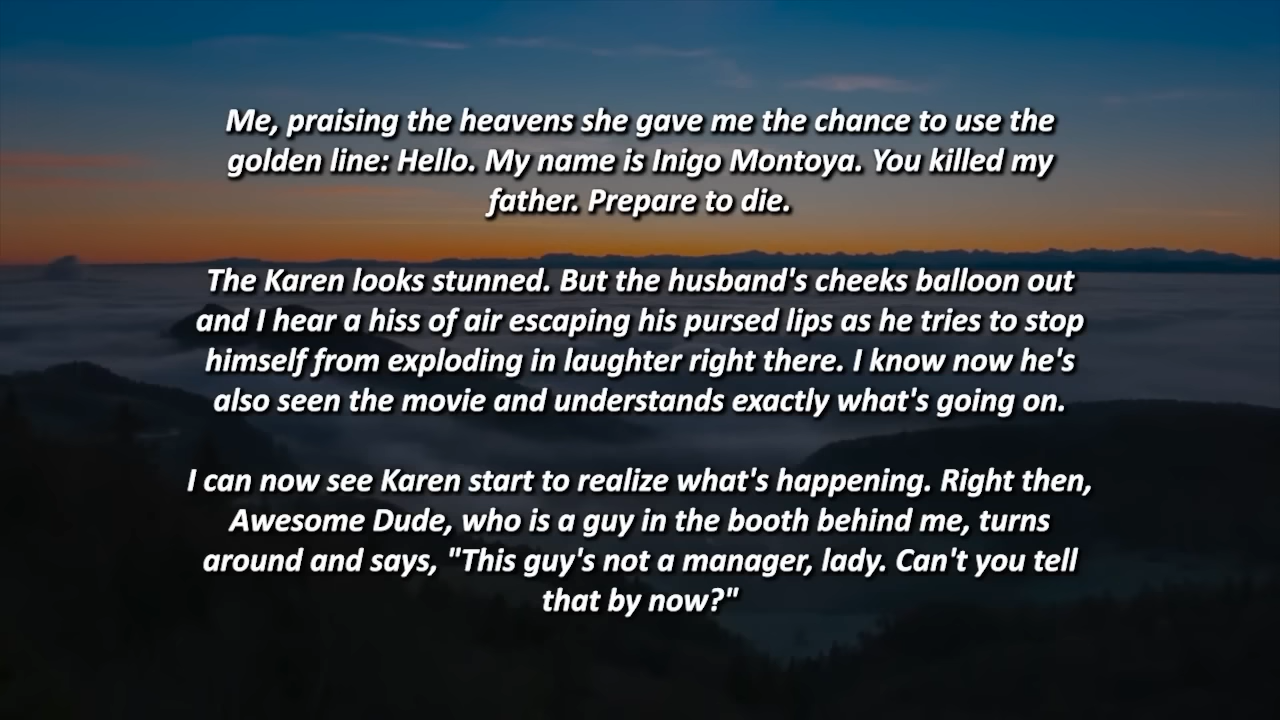 Me, praising the heavens she gave me the chance to use the
golden line: Hello. My name is Inigo Montoya. You killed my
father. Prepare to die.
The Karen looks stunned. But the husband's cheeks balloon out
and I hear a hiss of air escaping his pursed lips as he tries to stop
himself from exploding in laughter right there. I know now he's
also seen the movie and understands exactly what's going on.
I can now see Karen start to realize what's happening. Right then,
Awesome Dude, who is a guy in the booth behind me, turns
around and says, "This guy's not a manager, lady. Can't you tell
that by now?"